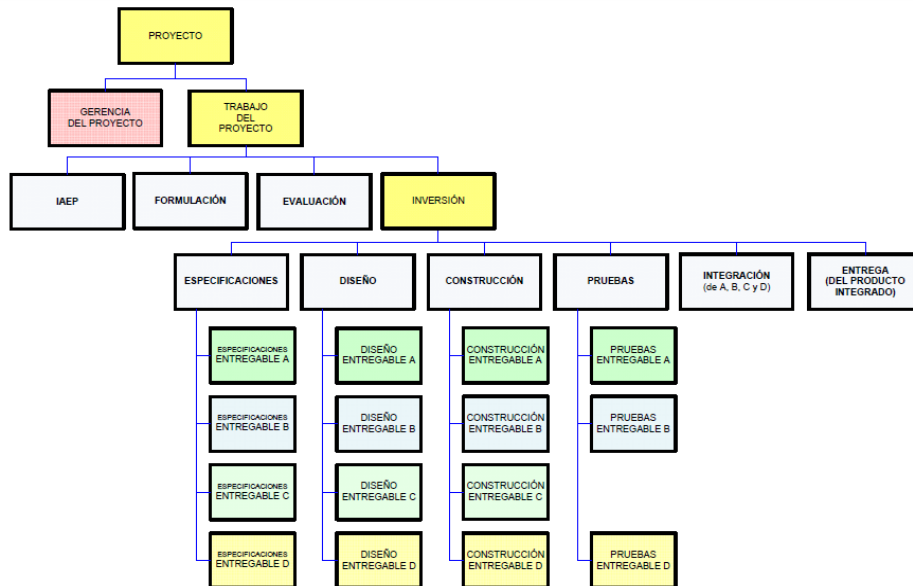 PROYECTO
GERENCIA
DEL PROYECTO
TRABAJO
DEL
PROYECTO
IAEP
FORMULACIÓN
EVALUACIÓN
INVERSIÓN
ESPECIFICACIONES
DISEÑO
CONSTRUCCIÓN
PRUEBAS
INTEGRACIÓN
(de A, B, C y D)
ENTREGA
(DEL PRODUCTO
INTEGRADO)
ESPECIFICACIONES
ENTREGABLE A
DISEÑO
ENTREGABLE A
CONSTRUCCIÓN
ENTREGABLE A
PRUEBAS
ENTREGABLE A
ESPECIFICACIONES
ENTREGABLE B
DISEÑO
ENTREGABLE B
CONSTRUCCIÓN
ENTREGABLE B
PRUEBAS
ENTREGABLE B
ESPECIFICACIONES
ENTREGABLE C
DISEÑO
ENTREGABLE C
CONSTRUCCIÓN
ENTREGABLE C
ESPECIFICACIONES
ENTREGABLE D
DISEÑO
ENTREGABLE D
CONSTRUCCIÓN
ENTREGABLE D
PRUEBAS
ENTREGABLE D